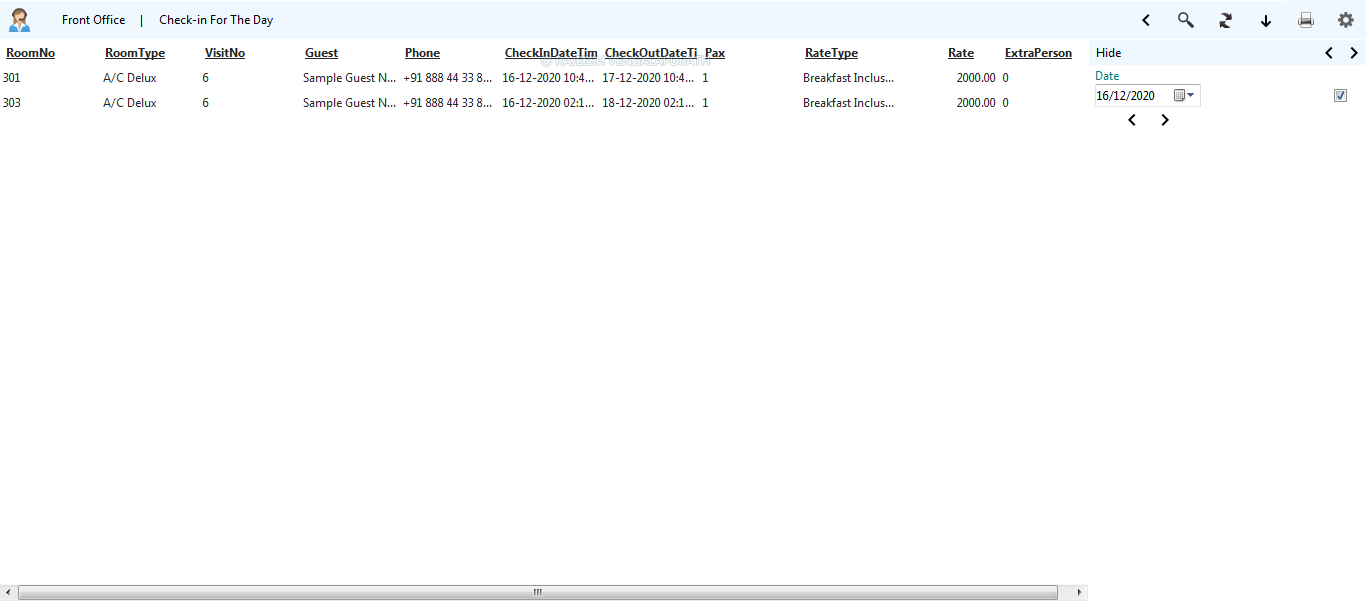 Front Office | Check-in For The Day
RoomNo RoomType VisitNo Guest Phone CheckInDateTim CheckOutDateTi Pax RateType Rate ExtraPerson Hide
© RAJEESH VENGALAPURATH
301 A/C Delux 6 Sample Guest N... +91 888 44 33 8... 16-12-2020 10:4... 17-12-2020 10:4... 1 Breakfast Inclus... 2000.00 0 Date
303 A/C Delux 6 Sample Guest N... +91 888 44 33 8... 16-12-2020 02:1... 18-12-2020 02:1... 1 Breakfast Inclus... 2000.00 0 16/12/2020